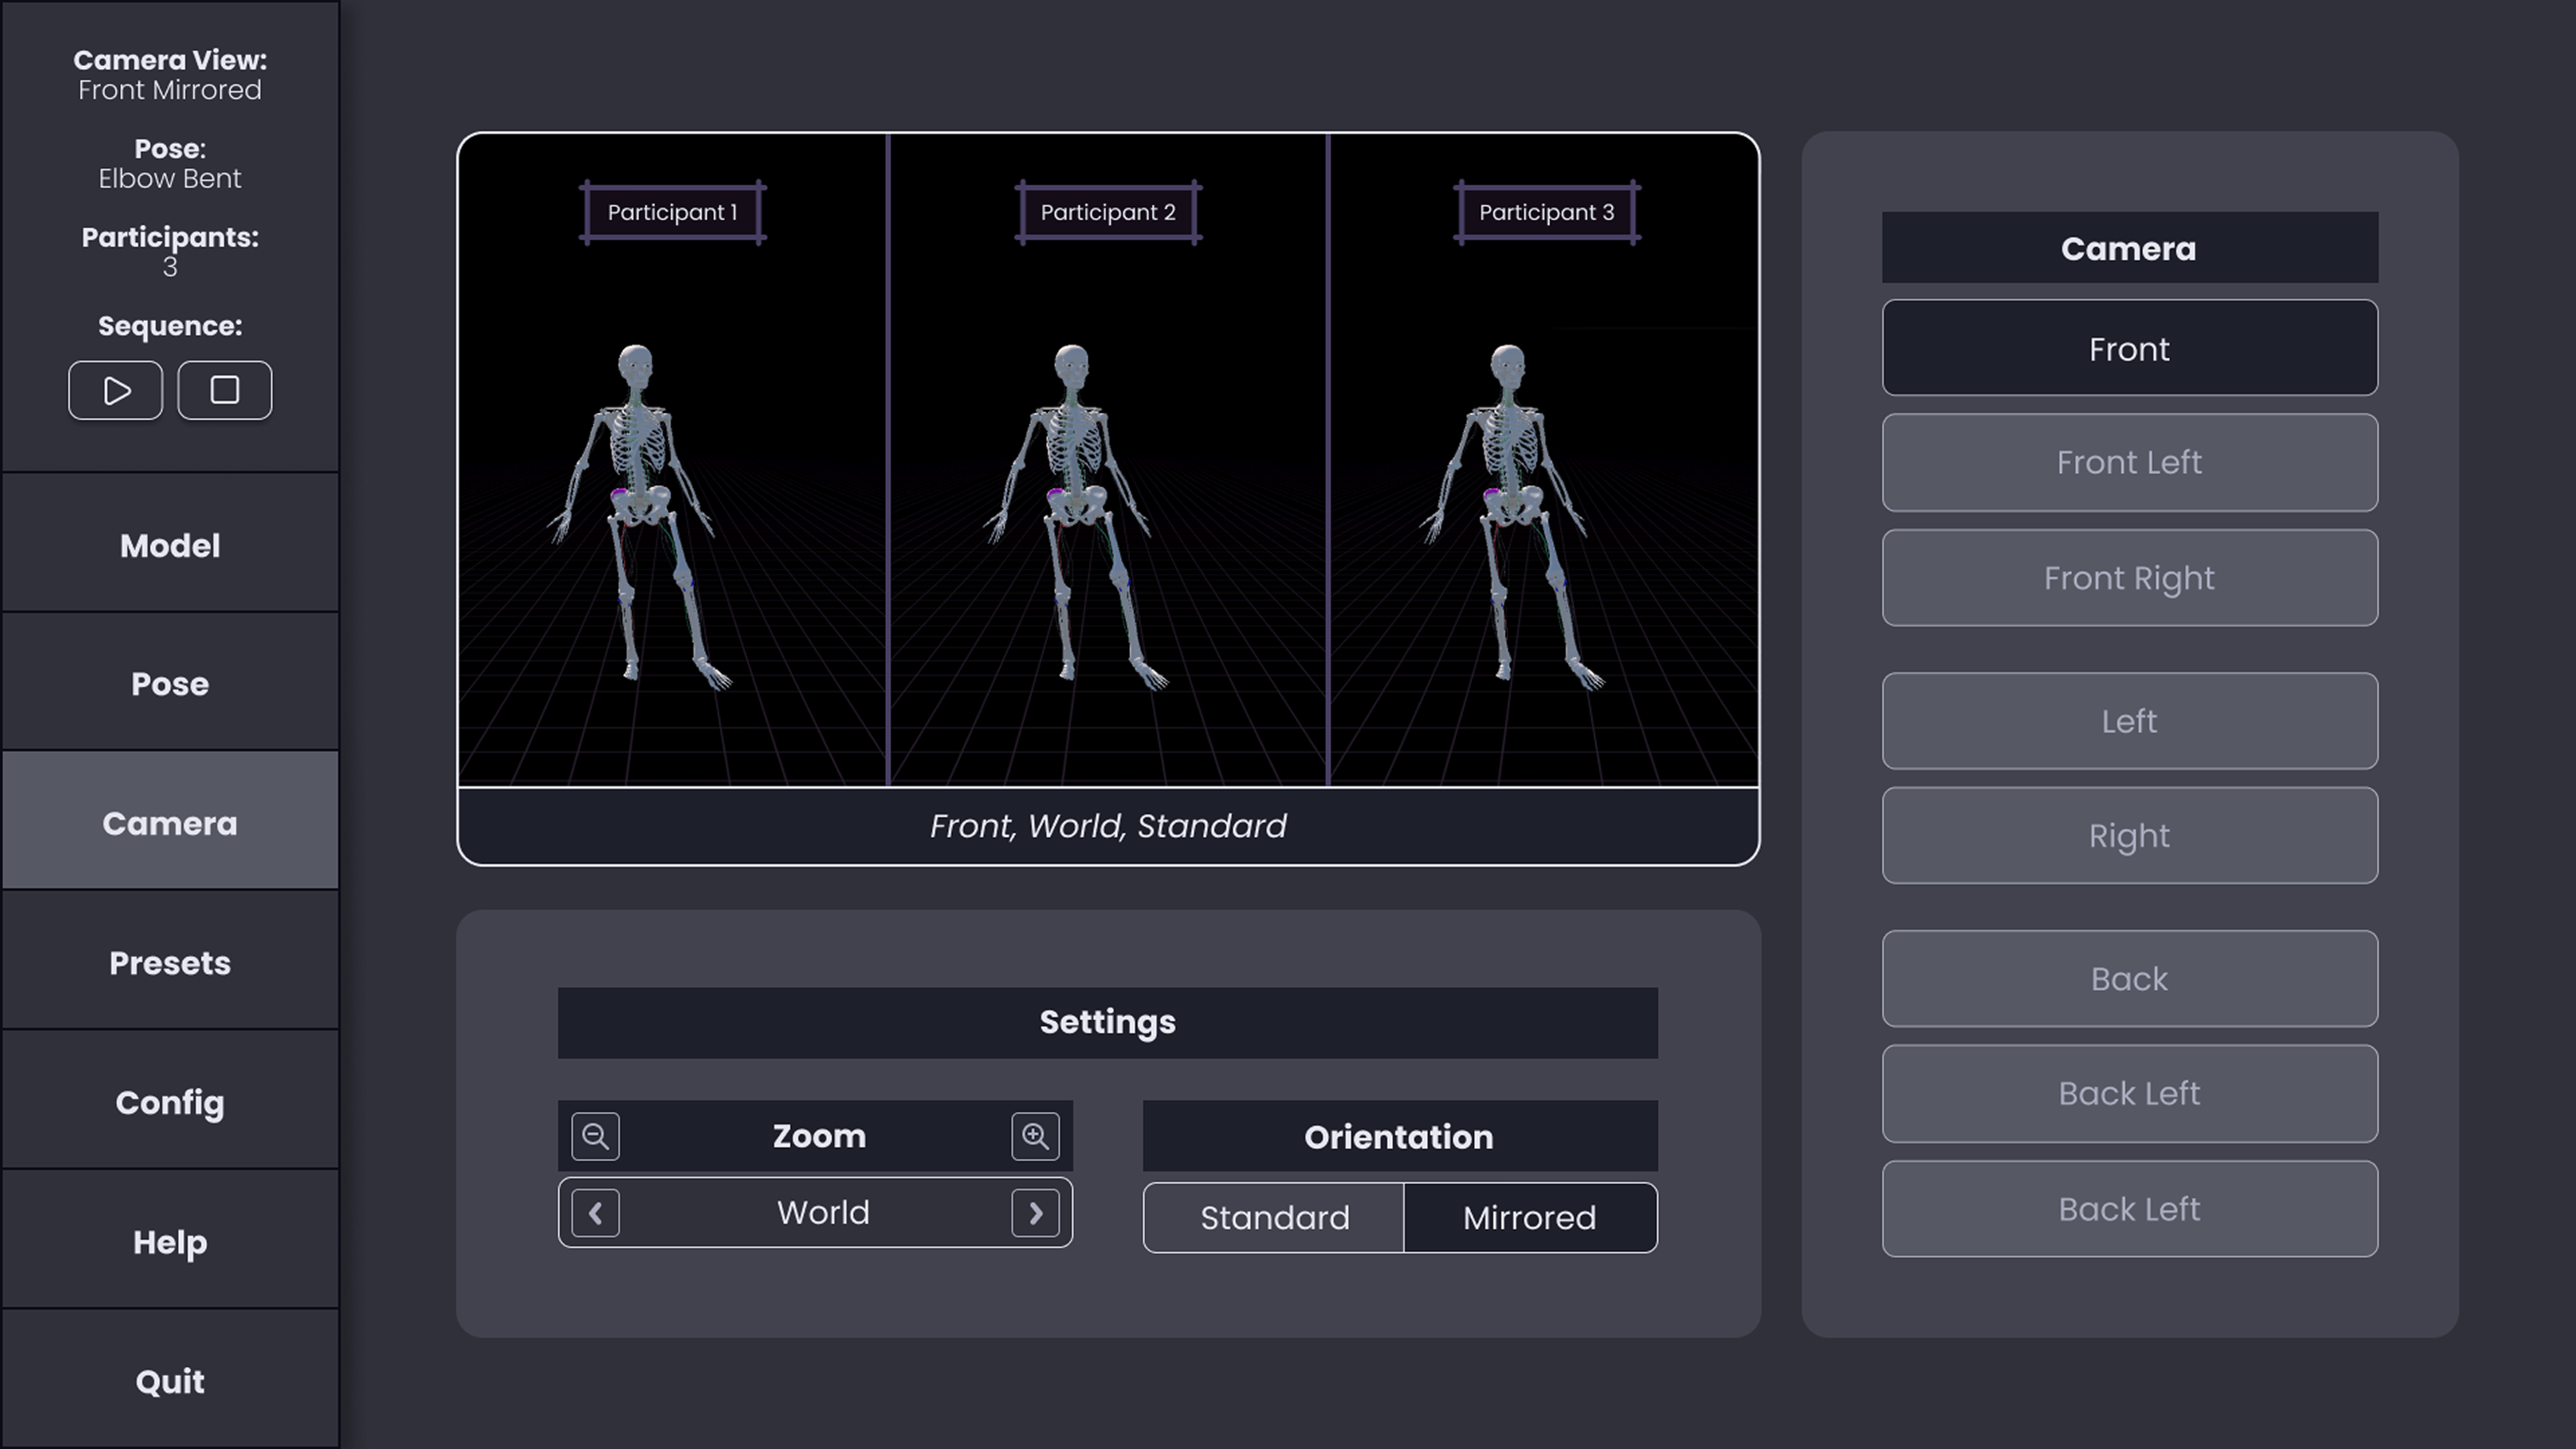 Camera View:
Front Mirrored
Pose:
Elbow Bent
Participants:
3
Sequence:
Model
Pose
Camera
Presets
Config
Help
Quit
Participant 1
Participant 2
Participant 3
Front, World, Standard
Settings
Zoom
World
Orientation
Standard
Mirrored
Camera
Front
Front Left
Front Right
Left
Right
Back
Back Left
Back Left